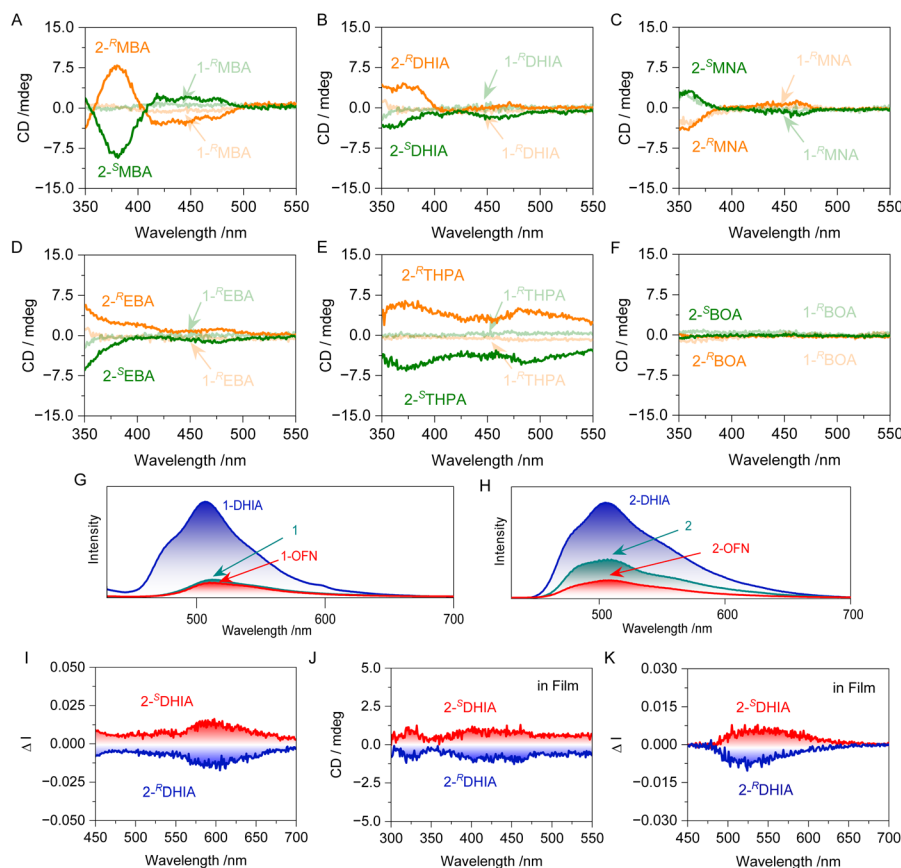 A
15.0
7.5
0.0
−7.5
−15.0
CD /mdeg
2-ᴿMBA
1-ᴿMBA
1-ᴿMBA
2-ˢMBA
350 400 450 500 550
Wavelength /nm
B
15.0
7.5
0.0
−7.5
−15.0
CD / mdeg
2-ᴿDHIA
1-ᴿDHIA
2-ˢDHIA
1-ᴿDHIA
350 400 450 500 550
Wavelength /nm
C
15.0
7.5
0.0
−7.5
−15.0
CD / mdeg
2-ˢMNA
1-ᴿMNA
2-ᴿMNA
1-ᴿMNA
350 400 450 500 550
Wavelength /nm
D
15.0
7.5
0.0
−7.5
−15.0
CD / mdeg
2-ᴿEBA
1-ᴿEBA
2-ˢEBA
1-ᴿEBA
350 400 450 500 550
Wavelength /nm
E
15.0
7.5
0.0
−7.5
−15.0
CD / mdeg
2-ᴿTHPA
1-ᴿTHPA
1-ᴿTHPA
2-ˢTHPA
350 400 450 500 550
Wavelength /nm
F
15.0
7.5
0.0
−7.5
−15.0
CD / mdeg
2-ˢBOA
1-ᴿBOA
2-ᴿBOA
1-ᴿBOA
350 400 450 500 550
Wavelength /nm
G
Intensity
1-DHIA
1
1-OFN
500 600 700
Wavelength /nm
H
Intensity
2-DHIA
2
2-OFN
500 600 700
Wavelength /nm
I
0.050
0.025
0.000
−0.025
−0.050
Δ I
2-ˢDHIA
2-ᴿDHIA
450 500 550 600 650 700
Wavelength /nm
J
5.0
2.5
0.0
−2.5
−5.0
CD / mdeg
in Film
2-ˢDHIA
2-ᴿDHIA
300 350 400 450 500 550
Wavelength /nm
K
0.030
0.015
0.000
−0.015
−0.030
Δ I
in Film
2-ˢDHIA
2-ᴿDHIA
450 500 550 600 650 700
Wavelength /nm